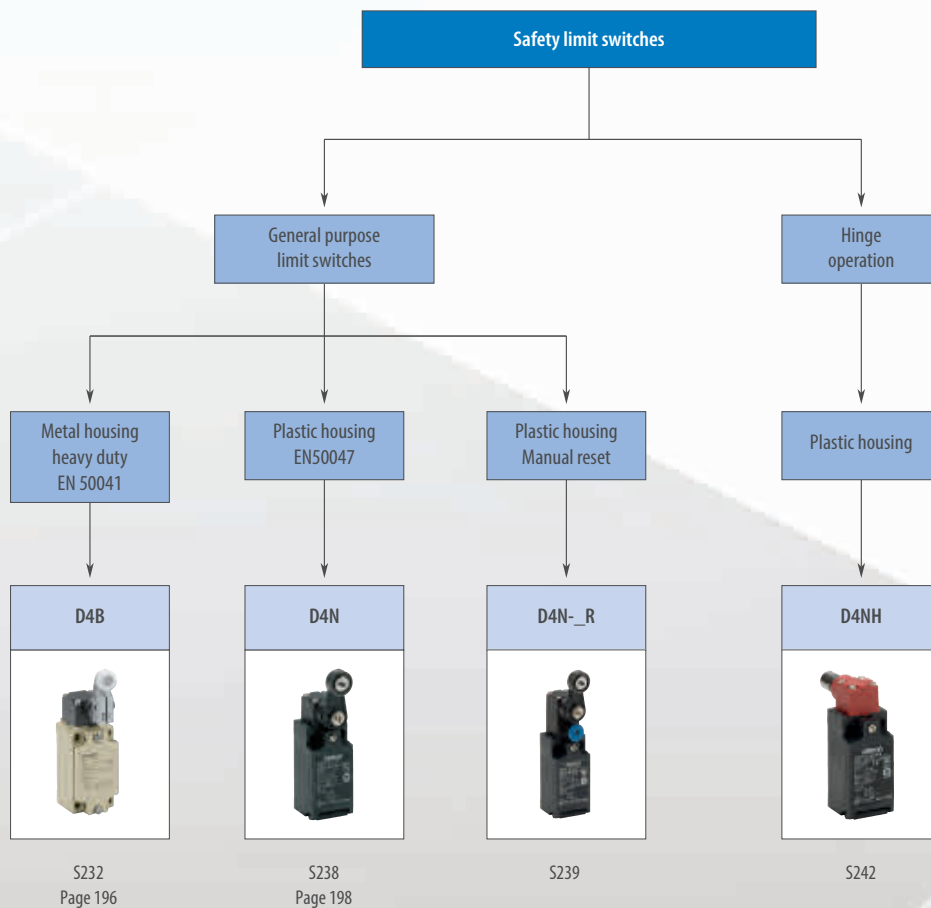 Safety limit switches
General purpose
limit switches
Hinge
operation
Metal housing
heavy duty
EN 50041
Plastic housing
EN50047
Plastic housing
Manual reset
Plastic housing
D4B
D4N
D4N-_R
D4NH
S232
Page 196
S238
Page 198
S239
S242